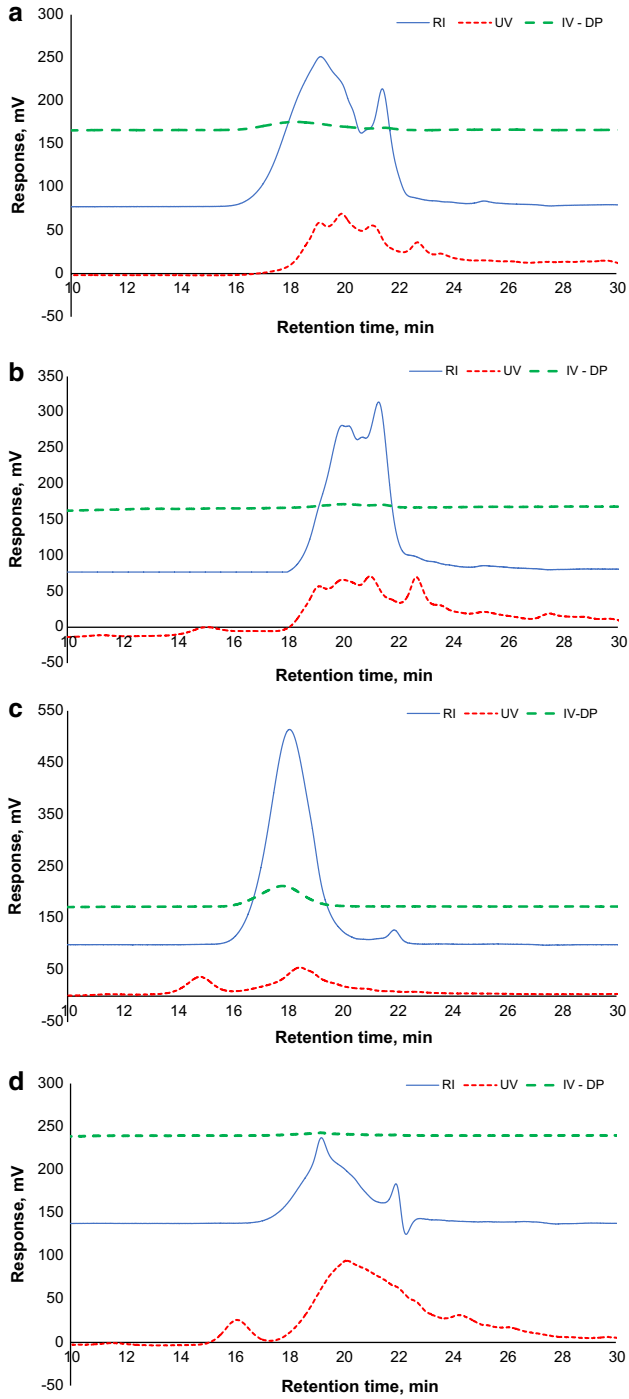 a
RI UV IV - DP
Response, mV
300
250
200
150
100
50
0
-50
10 12 14 16 18 20 22 24 26 28 30
Retention time, min
b
RI UV IV - DP
Response, mV
350
300
250
200
150
100
50
0
-50
10 12 14 16 18 20 22 24 26 28 30
Retention time, min
c
RI UV IV-DP
Response, mV
550
450
350
250
150
50
-50
10 12 14 16 18 20 22 24 26 28 30
Retention time, min
d
RI UV IV - DP
Response, mV
300
250
200
150
100
50
0
-50
10 12 14 16 18 20 22 24 26 28 30
Retention time, min